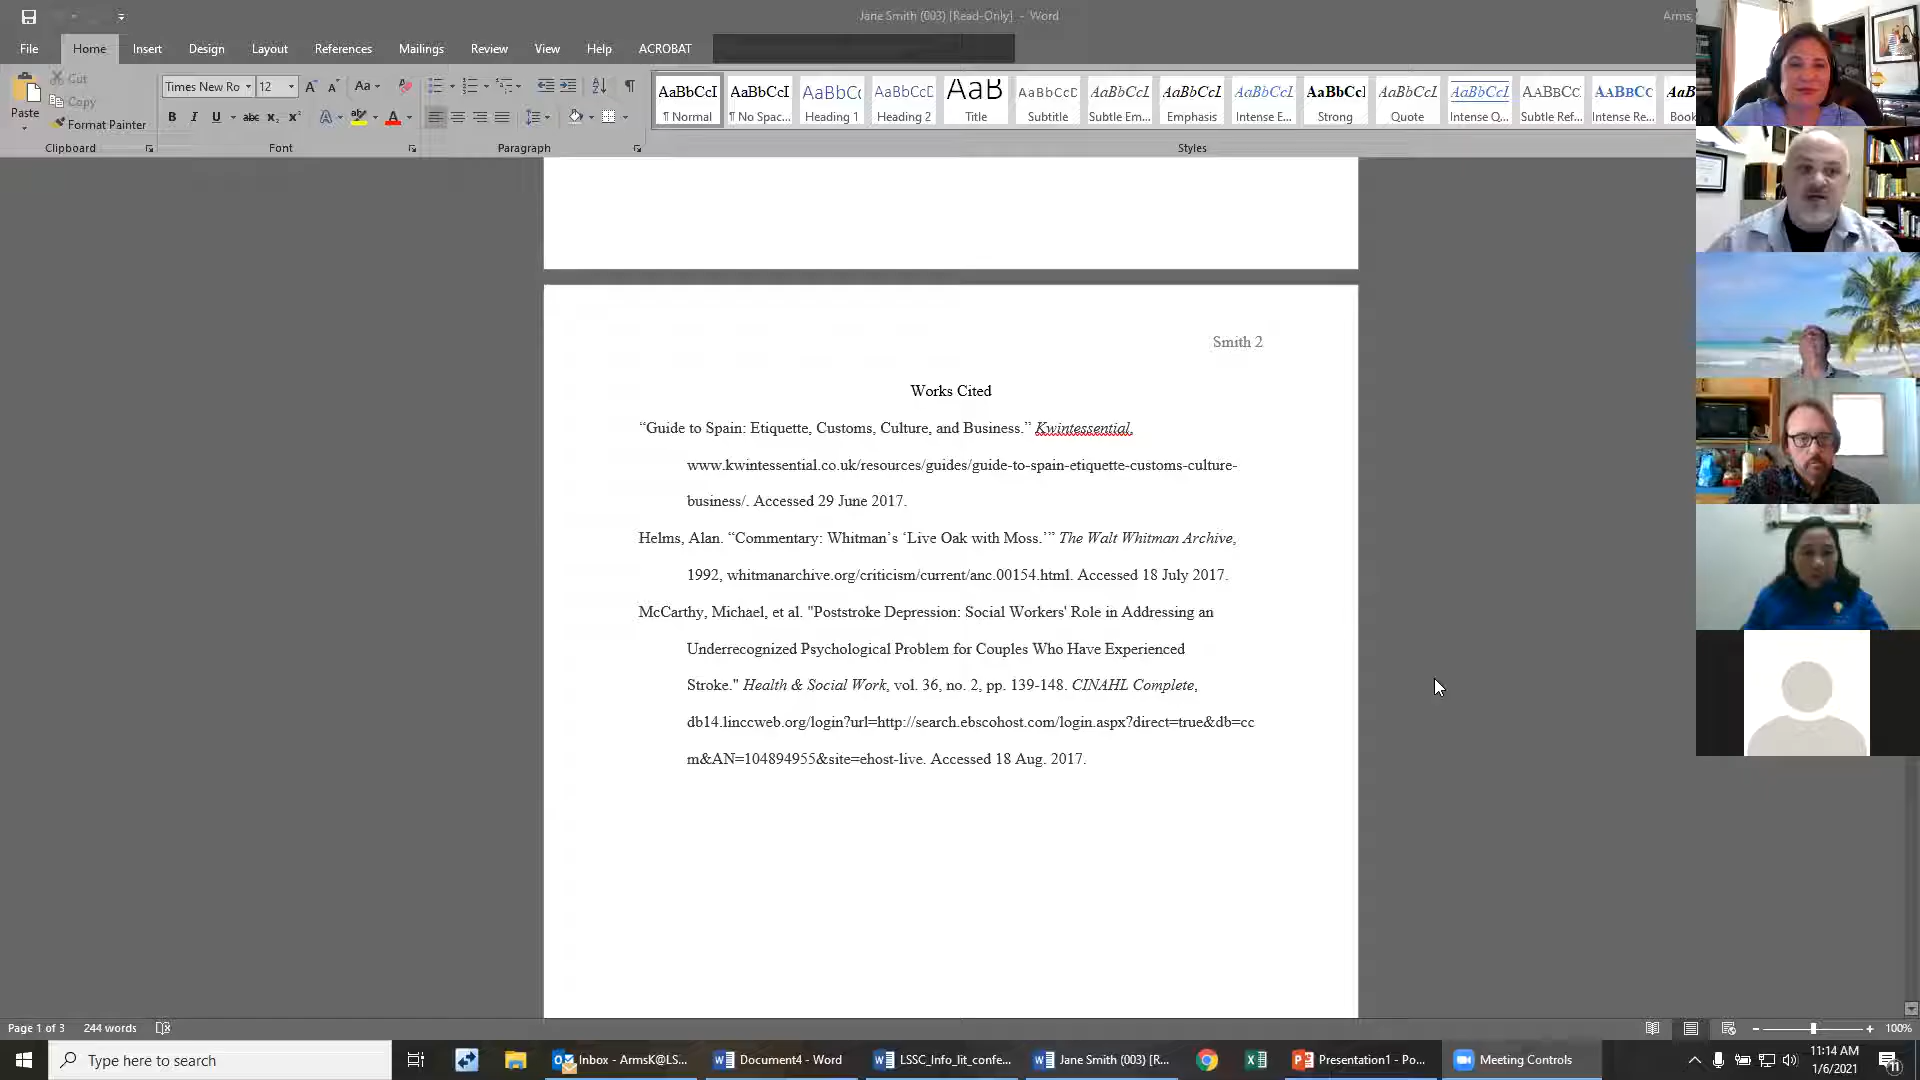 Jane Smith (003) [Read-Only] - Word
Arms,
File Home Insert Design Layout References Mailings Review View Help ACROBAT
Paste
Cut
Copy
Format Painter
Clipboard
Times New Ro 12
Font
Paragraph
AaBbCcI AaBbCcI AaBbCc AaBbCcD AaB AaBbCcD AaBbCcL AaBbCcL AaBbCcL AaBbCcI AaBbCcL AaBbCcL AABBCC AABBCC AaB
¶ Normal ¶ No Spac... Heading 1 Heading 2 Title Subtitle Subtle Em... Emphasis Intense E... Strong Quote Intense Q... Subtle Ref... Intense Re... Book
Styles
Smith 2
Works Cited
“Guide to Spain: Etiquette, Customs, Culture, and Business.” Kwintessential,
www.kwintessential.co.uk/resources/guides/guide-to-spain-etiquette-customs-culture-
business/. Accessed 29 June 2017.
Helms, Alan. “Commentary: Whitman’s ‘Live Oak with Moss.’” The Walt Whitman Archive,
1992, whitmanarchive.org/criticism/current/anc.00154.html. Accessed 18 July 2017.
McCarthy, Michael, et al. "Poststroke Depression: Social Workers' Role in Addressing an
Underrecognized Psychological Problem for Couples Who Have Experienced
Stroke." Health & Social Work, vol. 36, no. 2, pp. 139-148. CINAHL Complete,
db14.linccweb.org/login?url=http://search.ebscohost.com/login.aspx?direct=true&db=cc
m&AN=104894955&site=ehost-live. Accessed 18 Aug. 2017.
Page 1 of 3 244 words
100%
Type here to search
Inbox - ArmsK@LS...
Document4 - Word
LSSC_Info_lit_confe...
Jane Smith (003) [R...
Presentation1 - Po...
Meeting Controls
11:14 AM
1/6/2021
11